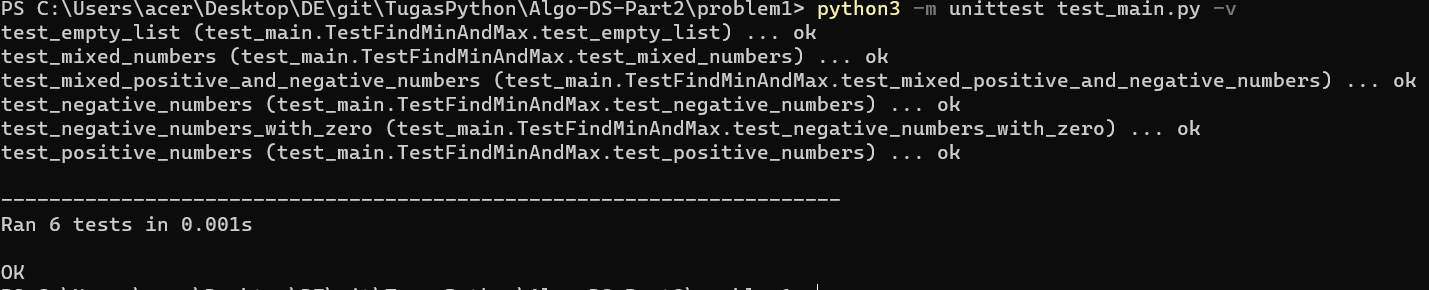 PS C:\Users\acer\Desktop\DE\git\TugasPython\Algo-DS-Part2\problem1> python3 -m unittest test_main.py -v
test_empty_list (test_main.TestFindMinAndMax.test_empty_list) ... ok
test_mixed_numbers (test_main.TestFindMinAndMax.test_mixed_numbers) ... ok
test_mixed_positive_and_negative_numbers (test_main.TestFindMinAndMax.test_mixed_positive_and_negative_numbers) ... ok
test_negative_numbers (test_main.TestFindMinAndMax.test_negative_numbers) ... ok
test_negative_numbers_with_zero (test_main.TestFindMinAndMax.test_negative_numbers_with_zero) ... ok
test_positive_numbers (test_main.TestFindMinAndMax.test_positive_numbers) ... ok
----------------------------------------------------------------------
Ran 6 tests in 0.001s
OK